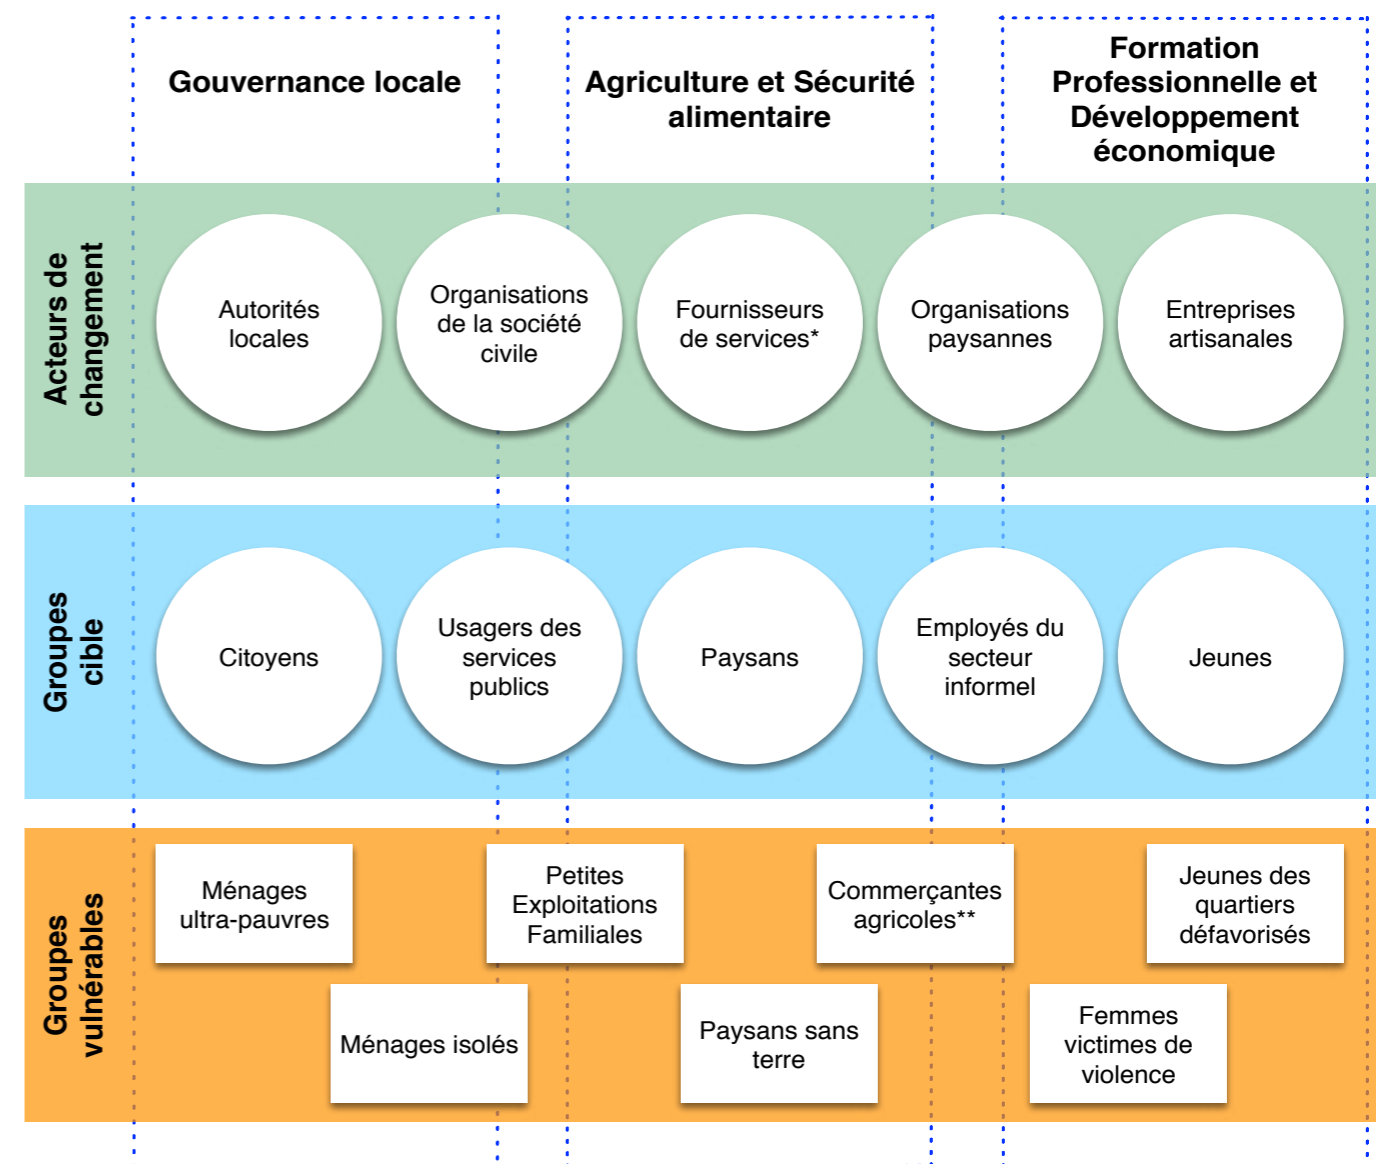 Gouvernance locale
Agriculture et Sécurité
alimentaire
Formation
Professionnelle et
Développement
économique
Acteurs de
changement
Autorités
locales
Organisations
de la société
civile
Fournisseurs
de services*
Organisations
paysannes
Entreprises
artisanales
Groupes
cible
Citoyens
Usagers des
services
publics
Paysans
Employés du
secteur
informel
Jeunes
Groupes
vulnérables
Ménages
ultra-pauvres
Petites
Exploitations
Familiales
Commerçantes
agricoles**
Jeunes des
quartiers
défavorisés
Ménages isolés
Paysans sans
terre
Femmes
victimes de
violence